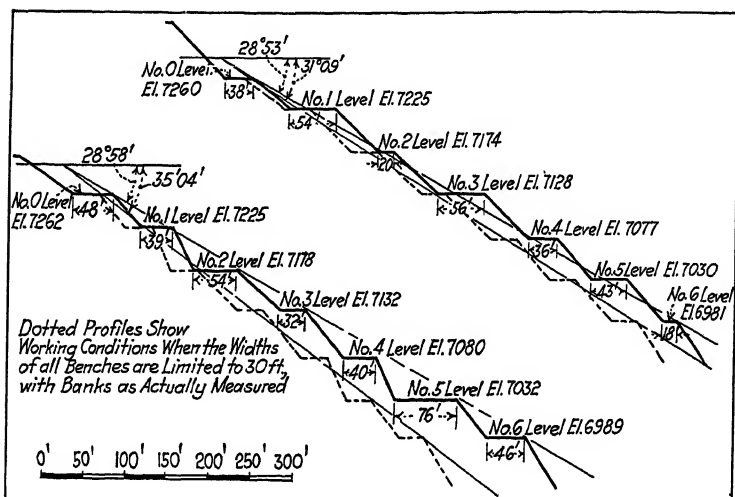 28°53'
31°09'
No.0 Level
El.7260
38'
No.1 Level El.7225
54'
No.2 Level El.7174
20'
No.3 Level El.7128
56'
No.4 Level El.7077
36'
No.5 Level El.7030
43'
No.6 Level
El.6981
18'
28°58'
35°04'
No.0 Level
El.7262
48'
No.1 Level El.7225
39'
No.2 Level El.7178
54'
No.3 Level El.7132
32'
No.4 Level El.7080
40'
No.5 Level El.7032
76'
No.6 Level El.6989
46'
Dotted Profiles Show
Working Conditions When the Widths
of all Benches are Limited to 30 ft.,
with Banks as Actually Measured
0' 50' 100' 150' 200' 250' 300'